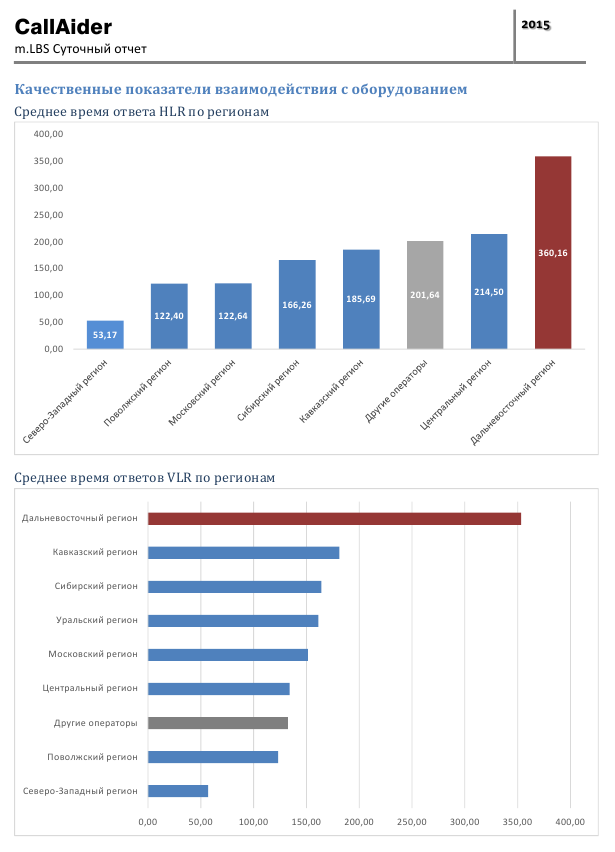 CallAider
2015
m.LBS Суточный отчет
Качественные показатели взаимодействия с оборудованием
Среднее время ответа HLR по регионам
400,00
350,00
300,00
250,00
200,00
150,00
100,00
50,00
0,00
53,17
122,40
122,64
166,26
185,69
201,64
214,50
360,16
Северо-Западный регион
Поволжский регион
Московский регион
Сибирский регион
Кавказский регион
Другие операторы
Центральный регион
Дальневосточный регион
Среднее время ответов VLR по регионам
Дальневосточный регион
Кавказский регион
Сибирский регион
Уральский регион
Московский регион
Центральный регион
Другие операторы
Поволжский регион
Северо-Западный регион
0,00 50,00 100,00 150,00 200,00 250,00 300,00 350,00 400,00